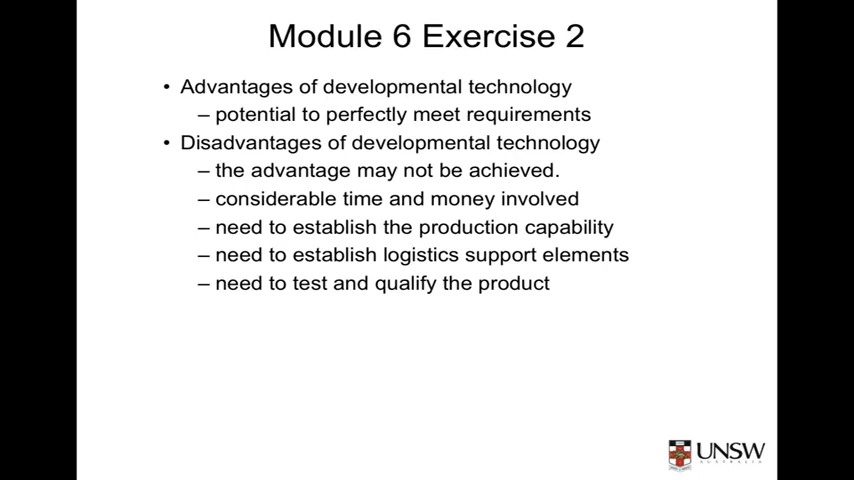 Module 6 Exercise 2
• Advantages of developmental technology
– potential to perfectly meet requirements
• Disadvantages of developmental technology
– the advantage may not be achieved.
– considerable time and money involved
– need to establish the production capability
– need to establish logistics support elements
– need to test and qualify the product
UNSW
AUSTRALIA